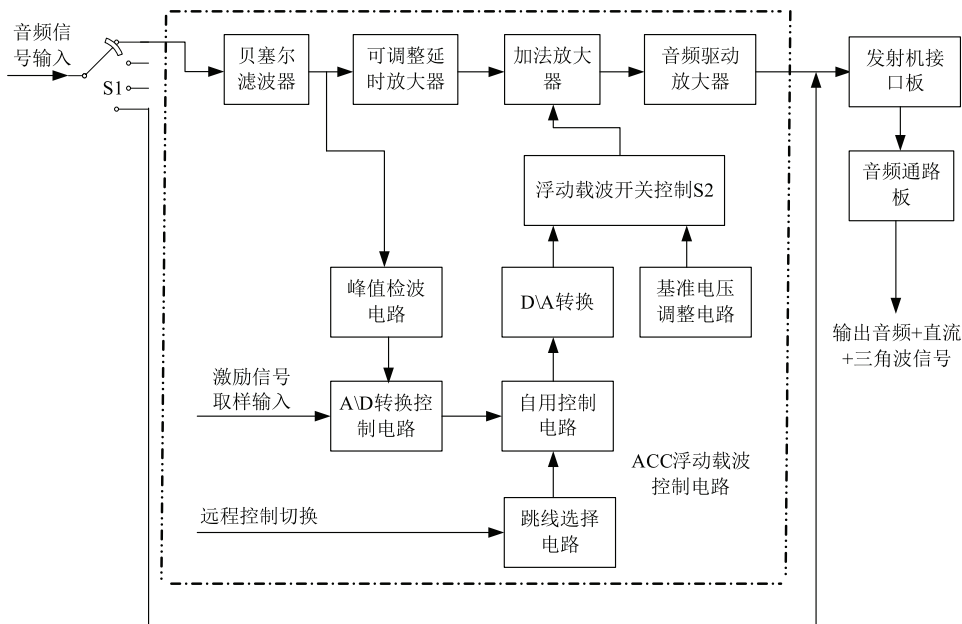 音频信
号输入
S1
贝塞尔
滤波器
可调整延
时放大器
加法放大
器
音频驱动
放大器
发射机接
口板
音频通路
板
浮动载波开关控制S2
峰值检波
电路
D\A转换
基准电压
调整电路
输出音频+直流
+三角波信号
激励信号
取样输入
A\D转换控
制电路
自用控制
电路
ACC浮动载波
控制电路
远程控制切换
跳线选择
电路